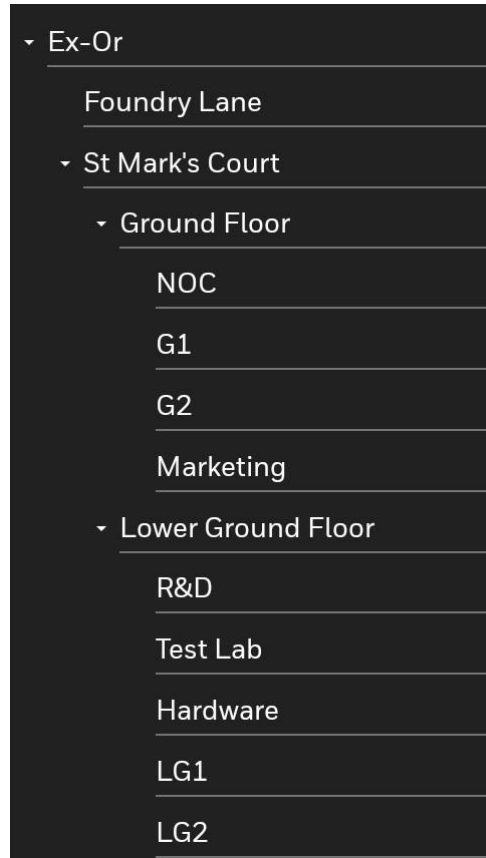 Ex-Or
Foundry Lane
St Mark's Court
Ground Floor
NOC
G1
G2
Marketing
Lower Ground Floor
R&D
Test Lab
Hardware
LG1
LG2